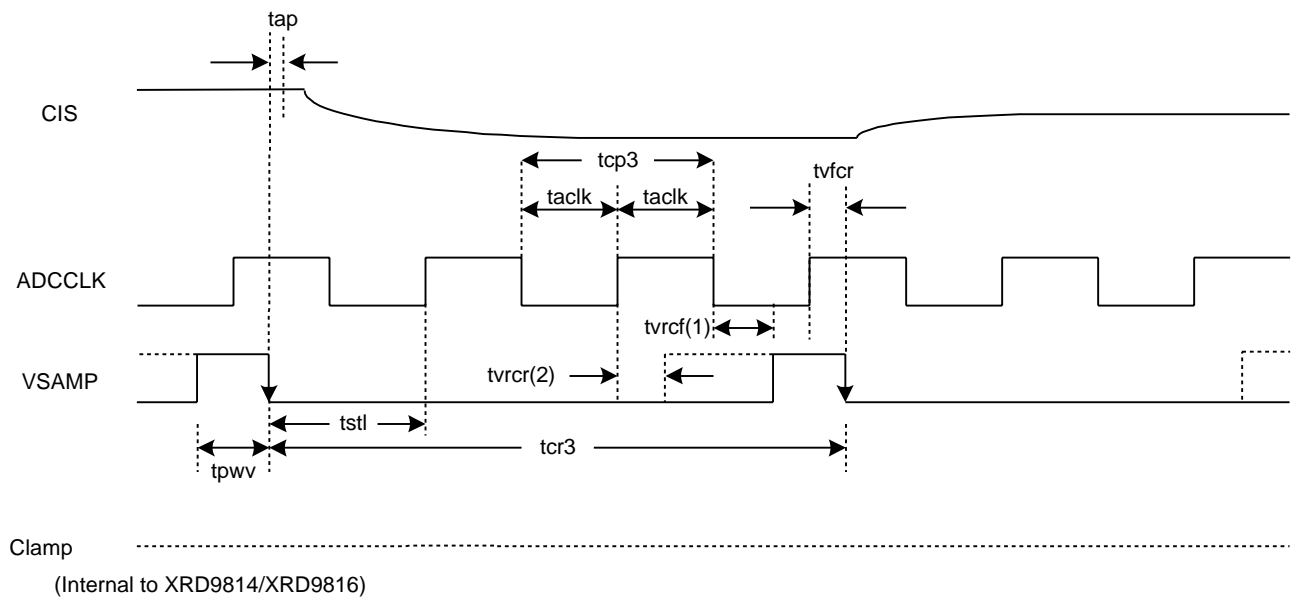 tap
CIS
tcp3
tvfcr
taclk
taclk
ADCCLK
tvrcf(1)
VSAMP
tvrcr(2)
tstl
tcr3
tpwv
Clamp
(Internal to XRD9814/XRD9816)